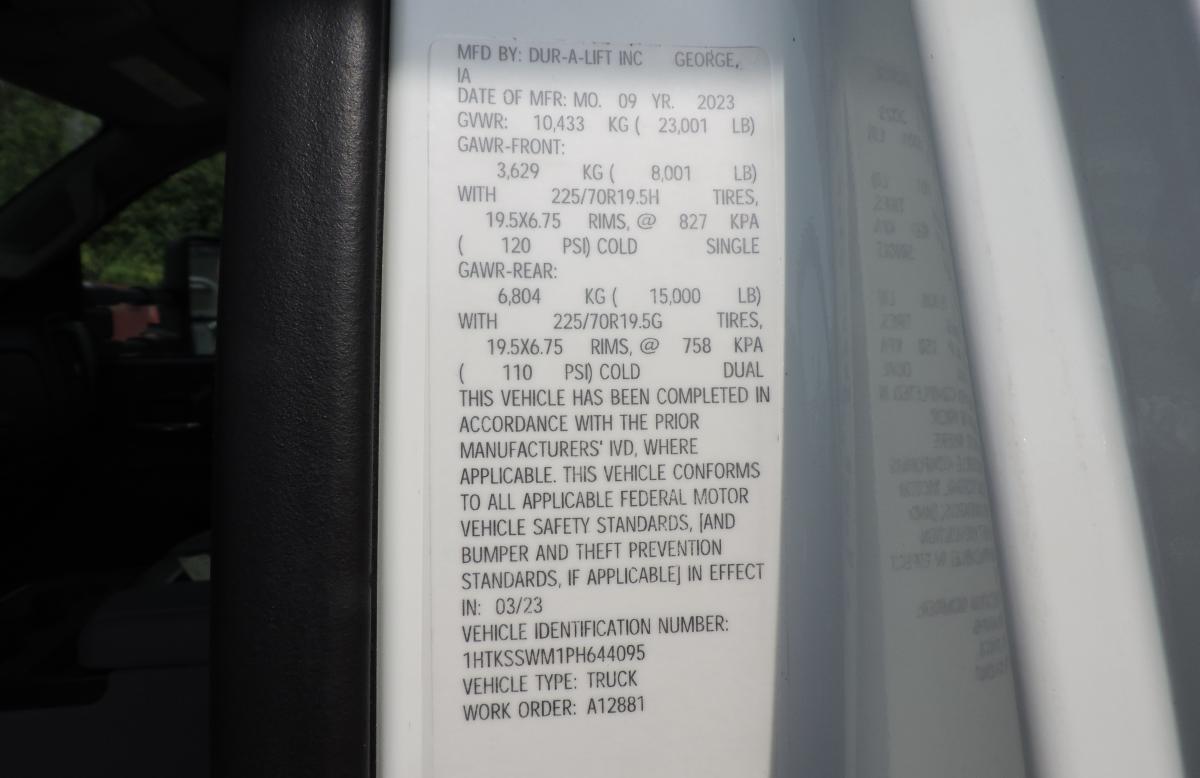 MFD BY: DUR-A-LIFT INC GEORGE,
IA
DATE OF MFR: MO. 09 YR. 2023
GVWR: 10,433 KG ( 23,001 LB)
GAWR-FRONT:
3,629 KG ( 8,001 LB)
WITH 225/70R19.5H TIRES,
19.5X6.75 RIMS, @ 827 KPA
( 120 PSI) COLD SINGLE
GAWR-REAR:
6,804 KG ( 15,000 LB)
WITH 225/70R19.5G TIRES,
19.5X6.75 RIMS, @ 758 KPA
( 110 PSI) COLD DUAL
THIS VEHICLE HAS BEEN COMPLETED IN
ACCORDANCE WITH THE PRIOR
MANUFACTURERS' IVD, WHERE
APPLICABLE. THIS VEHICLE CONFORMS
TO ALL APPLICABLE FEDERAL MOTOR
VEHICLE SAFETY STANDARDS, [AND
BUMPER AND THEFT PREVENTION
STANDARDS, IF APPLICABLE] IN EFFECT
IN: 03/23
VEHICLE IDENTIFICATION NUMBER:
1HTKSSWM1PH644095
VEHICLE TYPE: TRUCK
WORK ORDER: A12881